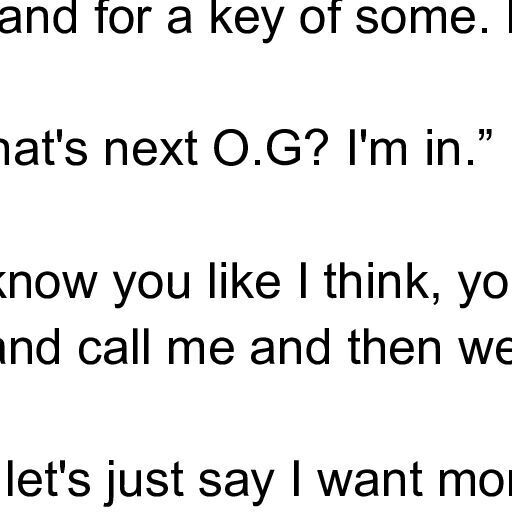 and for a key of some.
hat's next O.G? I'm in.”
know you like I think, yo
and call me and then we
let's just say I want mor